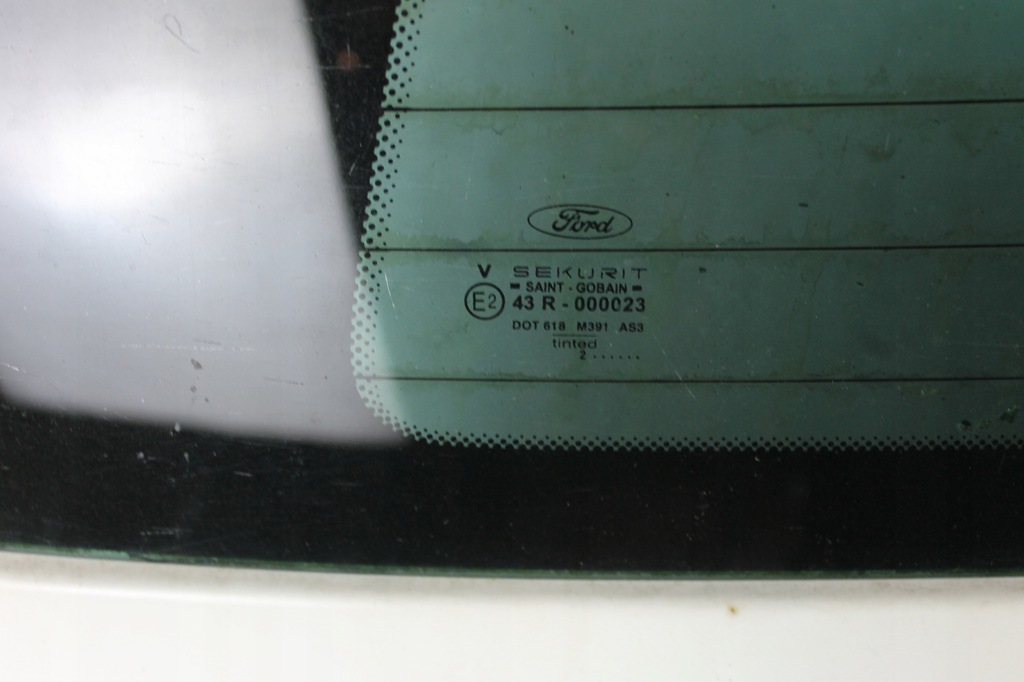 Ford
V SEKURIT
SAINT - GOBAIN
E2 43 R - 000023
DOT 618 M391 AS3
tinted
2 . . . . . .